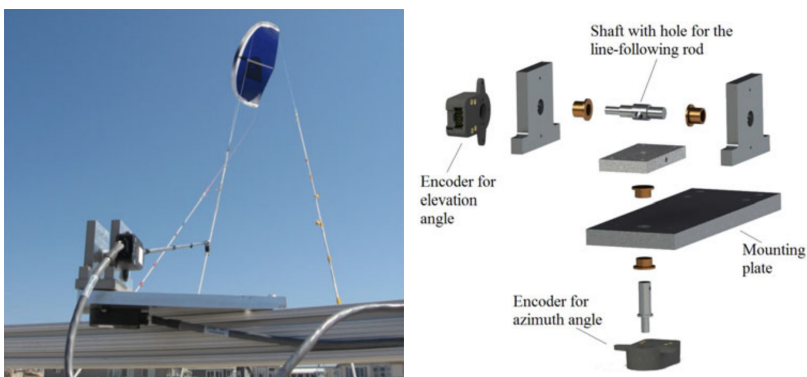 Shaft with hole for the
line-following rod
Encoder for
elevation
angle
Mounting
plate
Encoder for
azimuth angle